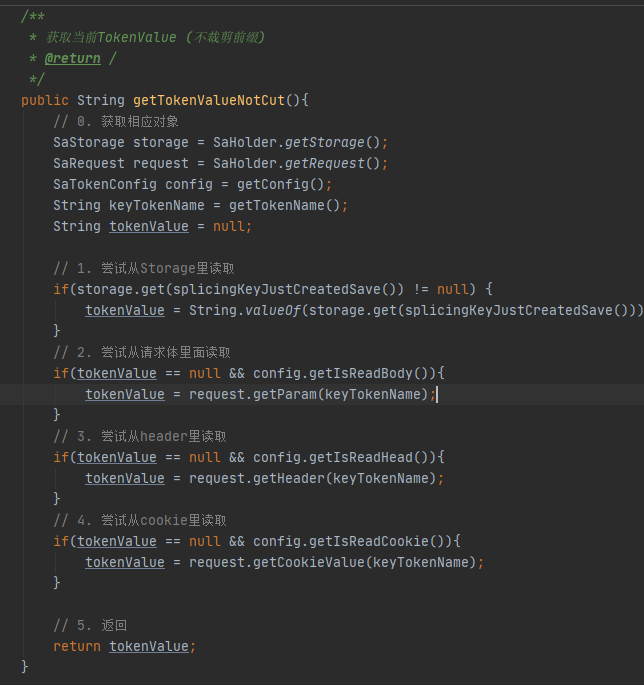 /**
 * 获取当前TokenValue (不裁剪前缀)
 * @return /
 */
public String getTokenValueNotCut(){
    // 0. 获取相应对象
    SaStorage storage = SaHolder.getStorage();
    SaRequest request = SaHolder.getRequest();
    SaTokenConfig config = getConfig();
    String keyTokenName = getTokenName();
    String tokenValue = null;

    // 1. 尝试从Storage里读取
    if(storage.get(splicingKeyJustCreatedSave()) != null) {
        tokenValue = String.valueOf(storage.get(splicingKeyJustCreatedSave()))
    }
    // 2. 尝试从请求体里面读取
    if(tokenValue == null && config.getIsReadBody()){
        tokenValue = request.getParam(keyTokenName);
    }
    // 3. 尝试从header里读取
    if(tokenValue == null && config.getIsReadHead()){
        tokenValue = request.getHeader(keyTokenName);
    }
    // 4. 尝试从cookie里读取
    if(tokenValue == null && config.getIsReadCookie()){
        tokenValue = request.getCookieValue(keyTokenName);
    }

    // 5. 返回
    return tokenValue;
}